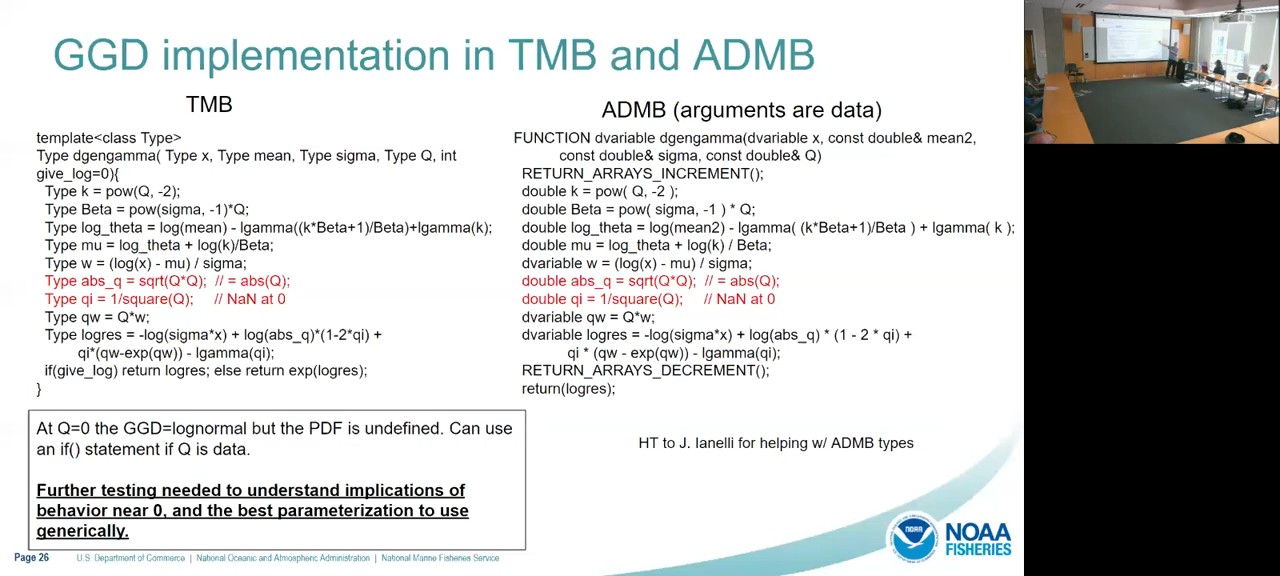 GGD implementation in TMB and ADMB
TMB
template<class Type>
Type dgengamma( Type x, Type mean, Type sigma, Type Q, int
give_log=0){
Type k = pow(Q, -2);
Type Beta = pow(sigma, -1)*Q;
Type log_theta = log(mean) - lgamma((k*Beta+1)/Beta)+lgamma(k);
Type mu = log_theta + log(k)/Beta;
Type w = (log(x) - mu) / sigma;
Type abs_q = sqrt(Q*Q); // = abs(Q);
Type qi = 1/square(Q); // NaN at 0
Type qw = Q*w;
Type logres = -log(sigma*x) + log(abs_q)*(1-2*qi) +
qi*(qw-exp(qw)) - lgamma(qi);
if(give_log) return logres; else return exp(logres);
}
ADMB (arguments are data)
FUNCTION dvariable dgengamma(dvariable x, const double& mean2,
const double& sigma, const double& Q)
RETURN_ARRAYS_INCREMENT();
double k = pow( Q, -2 );
double Beta = pow( sigma, -1 ) * Q;
double log_theta = log(mean2) - lgamma( (k*Beta+1)/Beta ) + lgamma( k );
double mu = log_theta + log(k) / Beta;
dvariable w = (log(x) - mu) / sigma;
double abs_q = sqrt(Q*Q); // = abs(Q);
double qi = 1/square(Q); // NaN at 0
dvariable qw = Q*w;
dvariable logres = -log(sigma*x) + log(abs_q) * (1 - 2 * qi) +
qi * (qw - exp(qw)) - lgamma(qi);
RETURN_ARRAYS_DECREMENT();
return(logres);
At Q=0 the GGD=lognormal but the PDF is undefined. Can use
an if() statement if Q is data.
Further testing needed to understand implications of
behavior near 0, and the best parameterization to use
generically.
HT to J. Ianelli for helping w/ ADMB types
Page 26
U.S. Department of Commerce | National Oceanic and Atmospheric Administration | National Marine Fisheries Service
NOAA
NOAA
FISHERIES